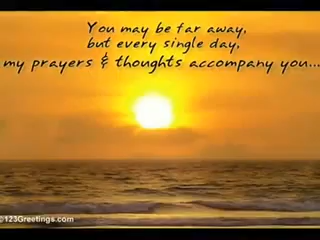 You may be far away,
but every single day,
my prayers & thoughts accompany you...
©123Greetings.com